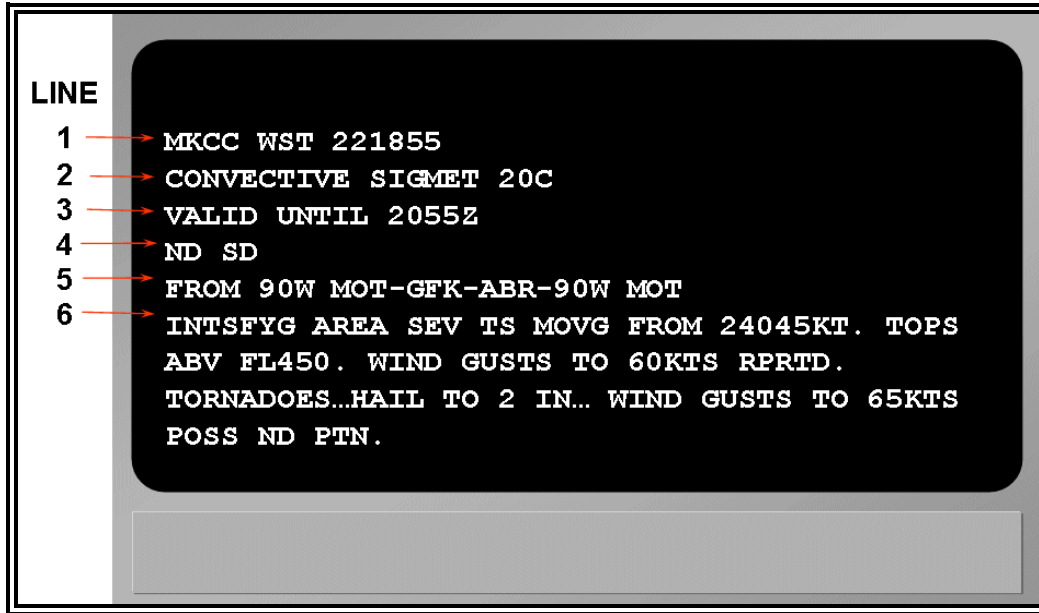 LINE
1 MKCC WST 221855
2 CONVECTIVE SIGMET 20C
3 VALID UNTIL 2055Z
4 ND SD
5 FROM 90W MOT-GFK-ABR-90W MOT
6 INTSFYG AREA SEV TS MOVG FROM 24045KT. TOPS
ABV FL450. WIND GUSTS TO 60KTS RPRTD.
TORNADOES…HAIL TO 2 IN… WIND GUSTS TO 65KTS
POSS ND PTN.